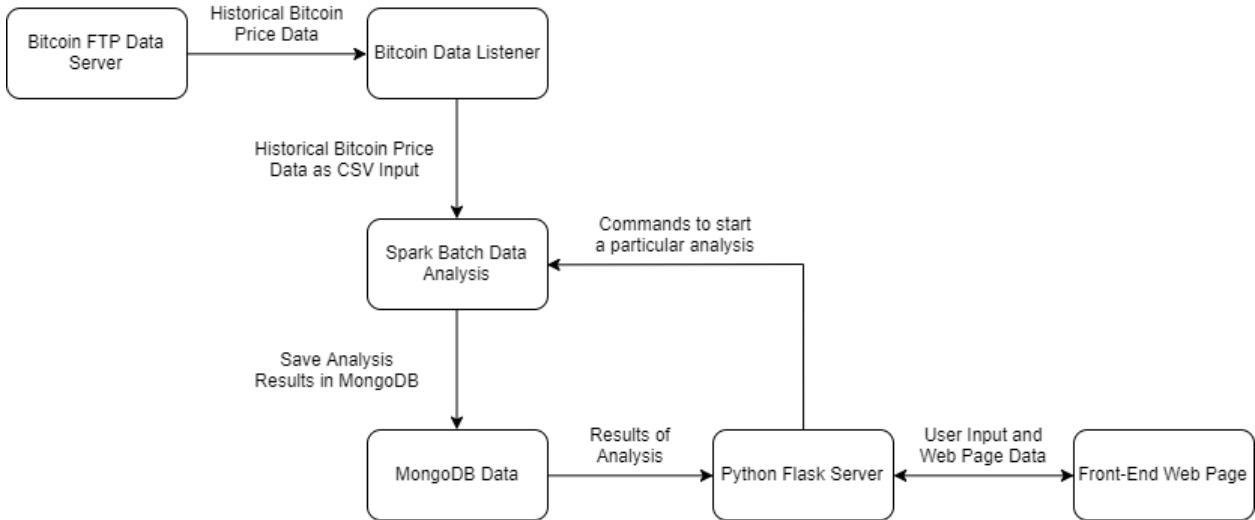 Historical Bitcoin
Price Data
Bitcoin FTP Data
Server
Bitcoin Data Listener
Historical Bitcoin Price
Data as CSV Input
Commands to start
a particular analysis
Spark Batch Data
Analysis
Save Analysis
Results in MongoDB
Results of
Analysis
User Input and
Web Page Data
MongoDB Data
Python Flask Server
Front-End Web Page